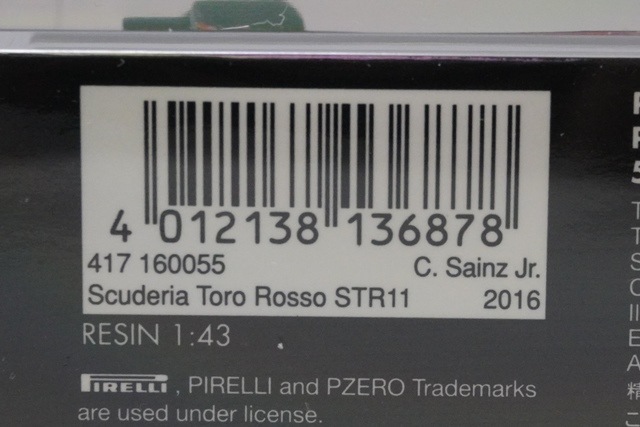 4 012138 136878
417 160055 C. Sainz Jr.
Scuderia Toro Rosso STR11 2016
RESIN 1:43
PIRELLI, PIRELLI and PZERO Trademarks
are used under license.